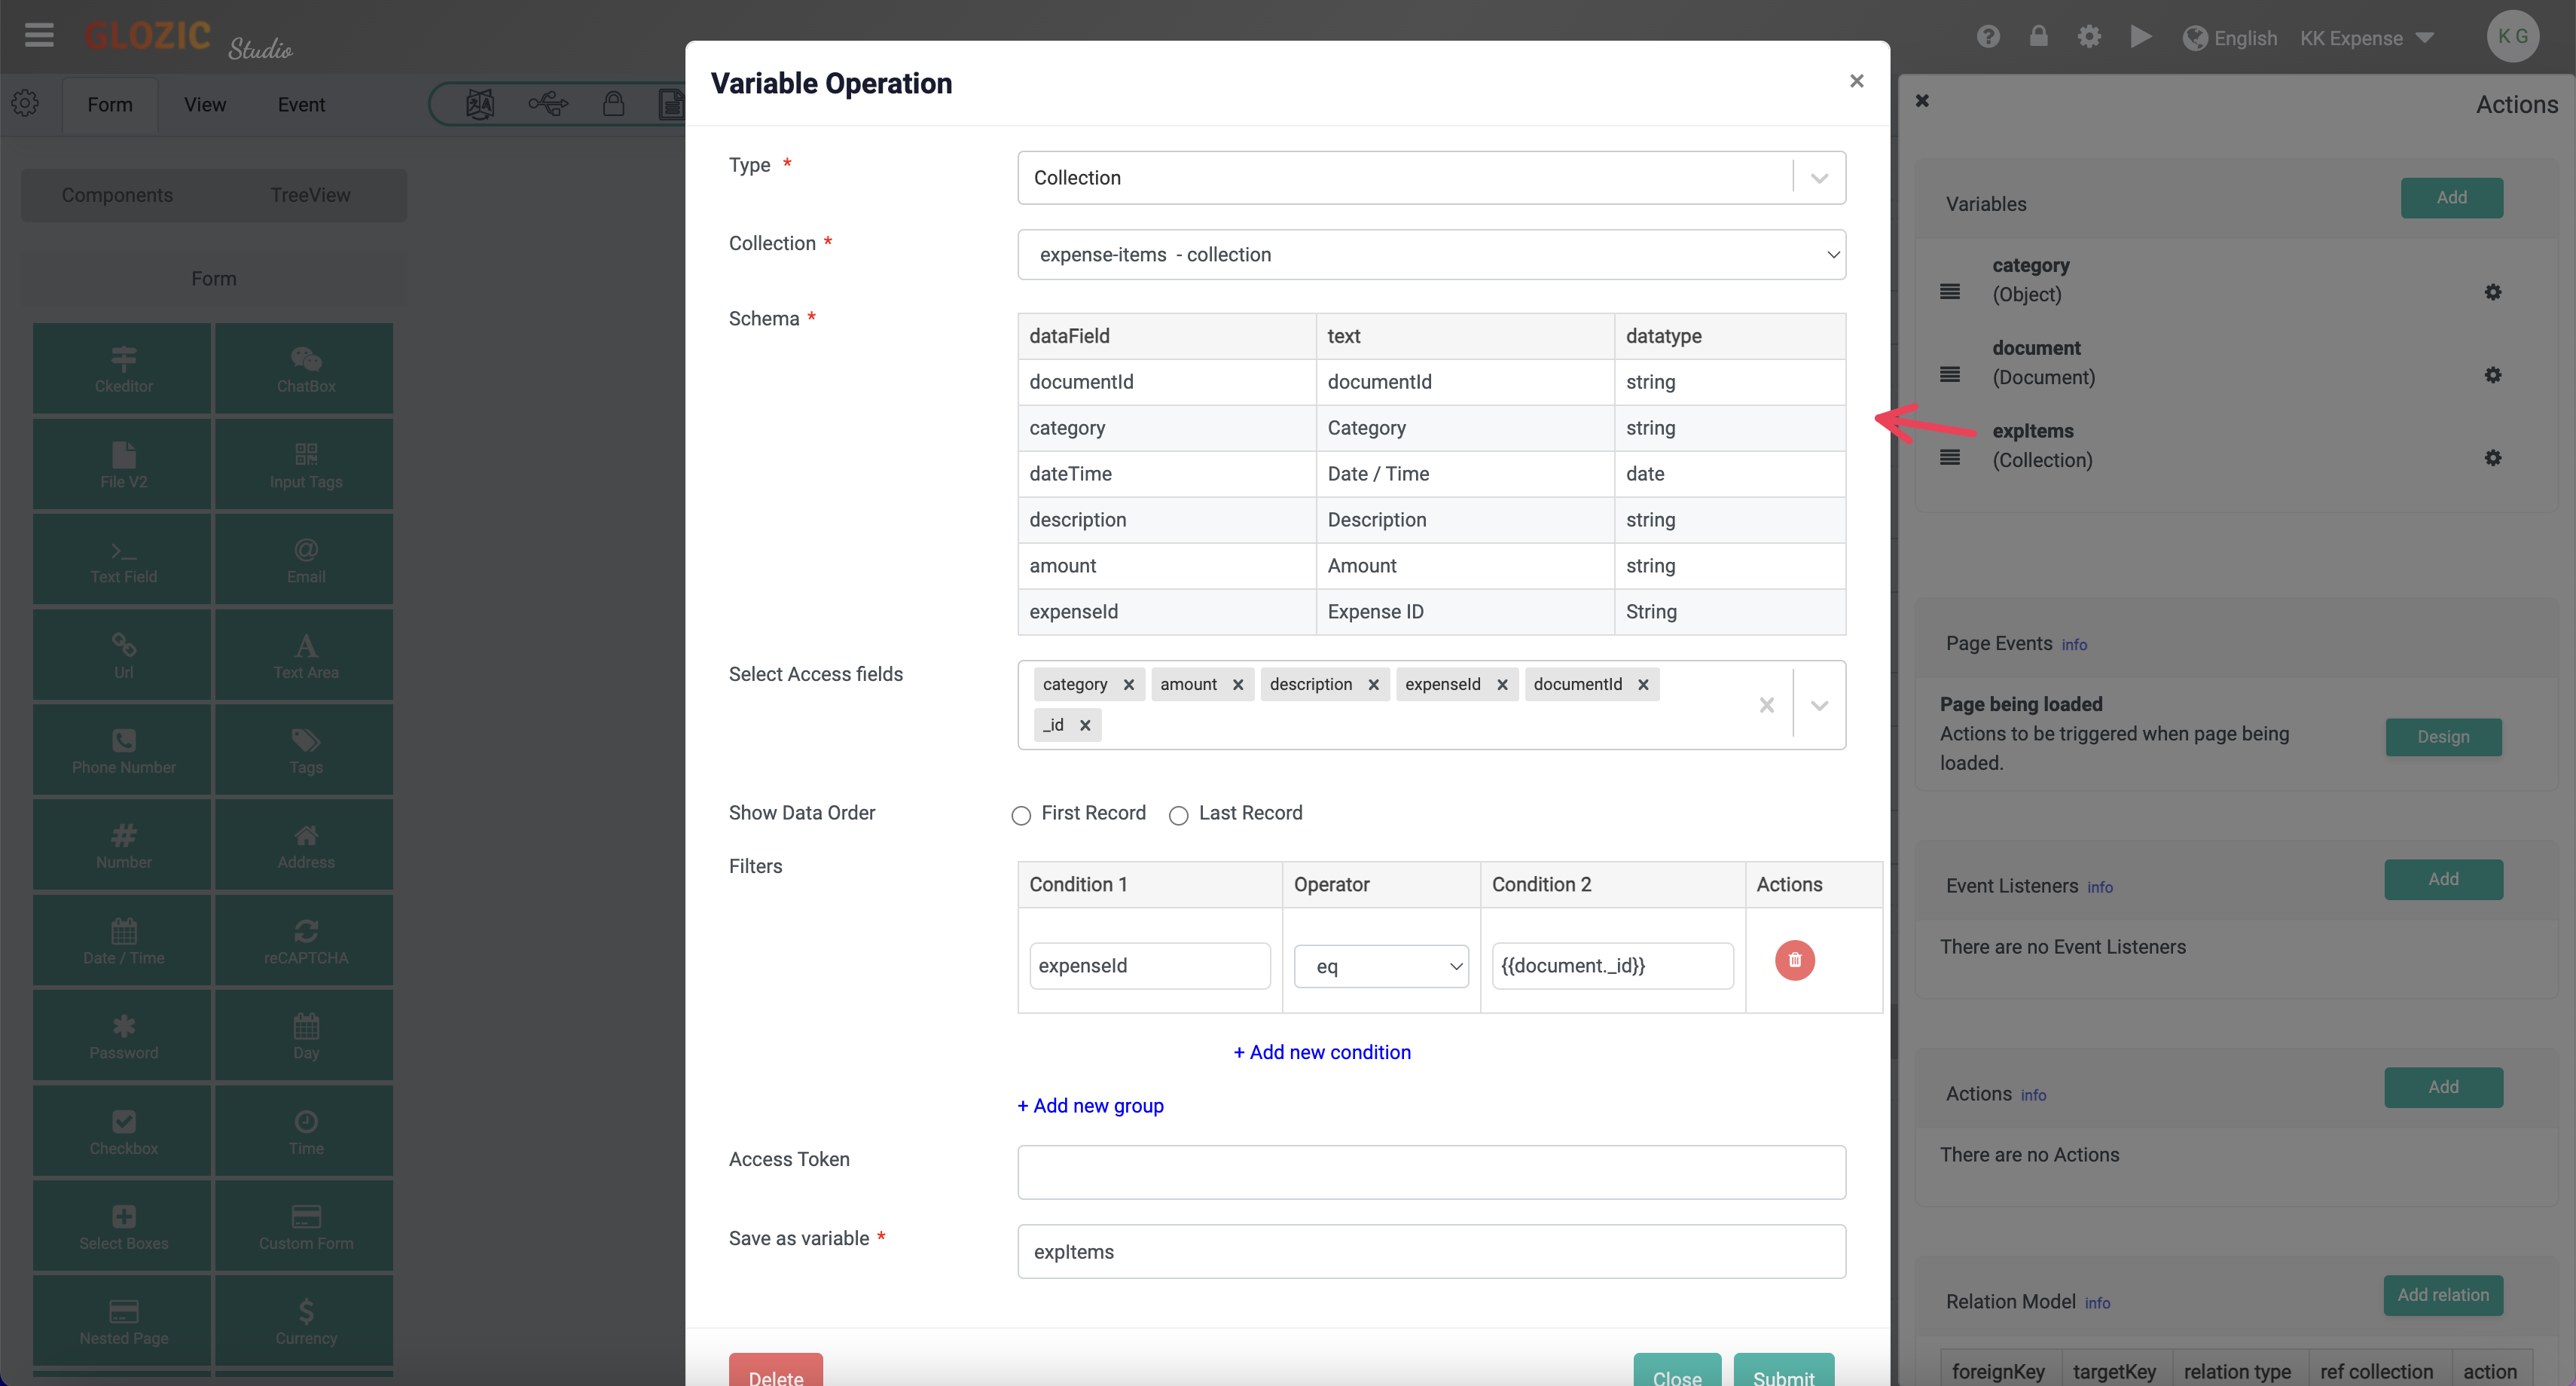 GLOZIC Studio
English
KK Expense
K G
Form
View
Event
Components
TreeView
Form
Ckeditor
ChatBox
File V2
Input Tags
Text Field
Email
Url
Text Area
Phone Number
Tags
Number
Address
Date / Time
reCAPTCHA
Password
Day
Checkbox
Time
Select Boxes
Custom Form
Nested Page
Currency
Variable Operation
Type *
Collection
Collection *
expense-items - collection
Schema *
dataField text datatype
documentId documentId string
category Category string
dateTime Date / Time date
description Description string
amount Amount string
expenseId Expense ID String
Select Access fields
category × amount × description × expenseId × documentId ×
_id ×
Show Data Order
First Record Last Record
Filters
Condition 1 Operator Condition 2 Actions
expenseId eq {{document._id}}
+ Add new condition
+ Add new group
Access Token
Save as variable *
expItems
Delete
Close
Submit
Actions
Variables
Add
category
(Object)
document
(Document)
expItems
(Collection)
Page Events info
Page being loaded
Actions to be triggered when page being
loaded.
Design
Event Listeners info
Add
There are no Event Listeners
Actions info
Add
There are no Actions
Relation Model info
Add relation
foreignKey targetKey relation type ref collection action